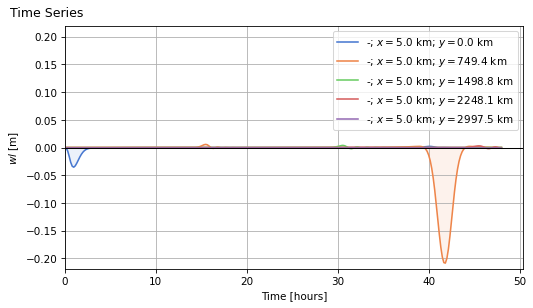 Time Series
wl [m]
0.20
0.15
0.10
0.05
0.00
−0.05
−0.10
−0.15
−0.20
-; x = 5.0 km; y = 0.0 km
-; x = 5.0 km; y = 749.4 km
-; x = 5.0 km; y = 1498.8 km
-; x = 5.0 km; y = 2248.1 km
-; x = 5.0 km; y = 2997.5 km
0 10 20 30 40 50
Time [hours]